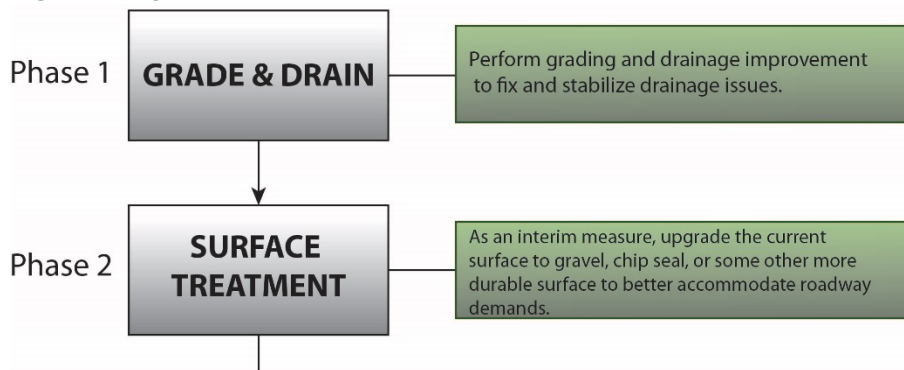 Phase 1
GRADE & DRAIN
Perform grading and drainage improvement
to fix and stabilize drainage issues.
Phase 2
SURFACE
TREATMENT
As an interim measure, upgrade the current
surface to gravel, chip seal, or some other more
durable surface to better accommodate roadway
demands.